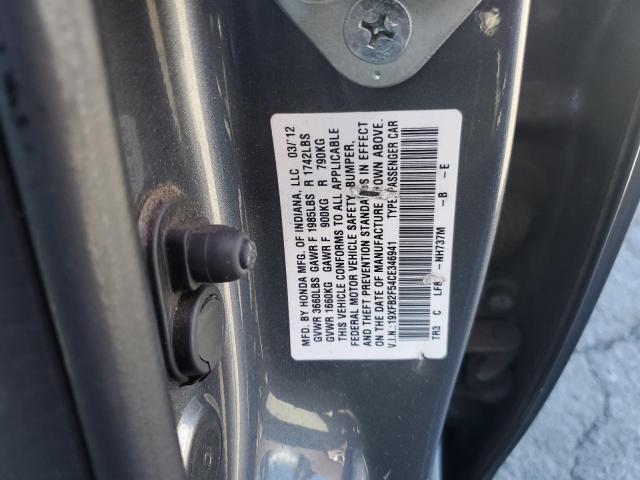 MFD. BY HONDA MFG. OF INDIANA, LLC 03/12
GVWR 3660LBS GAWR F 1985LBS R 1742LBS
GVWR 1660KG GAWR F 900KG R 790KG
THIS VEHICLE CONFORMS TO ALL APPLICABLE
FEDERAL MOTOR VEHICLE SAFETY, BUMPER,
AND THEFT PREVENTION STANDARDS IN EFFECT
ON THE DATE OF MANUFACTURE SHOWN ABOVE.
V.I.N.:19XFB2F54CE346941 TYPE: PASSENGER CAR
TR3 C LF8 -NH737M -B -E